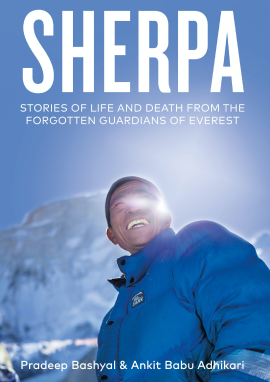 SHERPA
STORIES OF LIFE AND DEATH FROM THE
FORGOTTEN GUARDIANS OF EVEREST
Pradeep Bashyal & Ankit Babu Adhikari